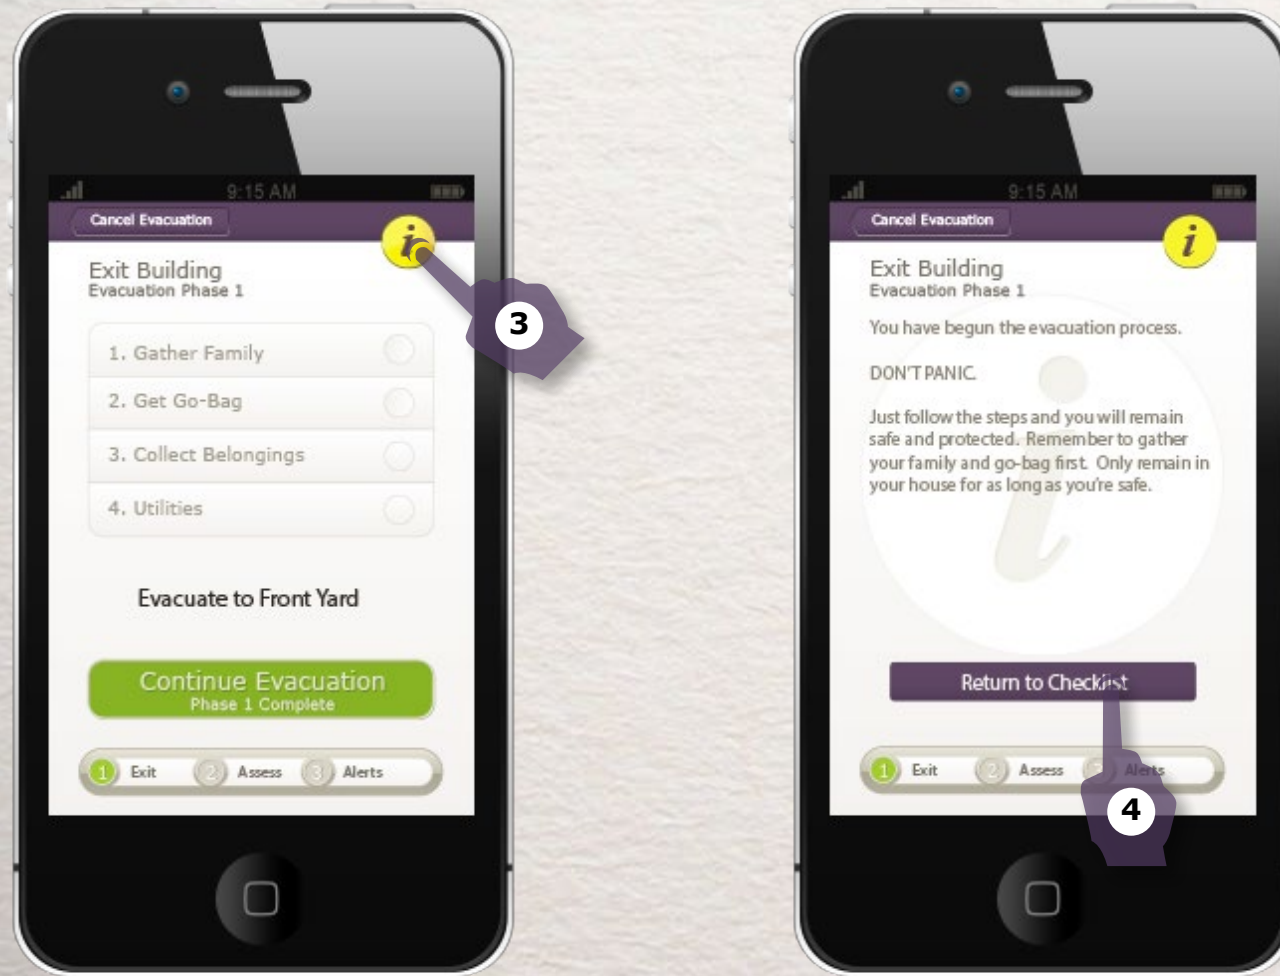 9:15 AM
Cancel Evacuation
i
Exit Building
Evacuation Phase 1
1. Gather Family
2. Get Go-Bag
3. Collect Belongings
4. Utilities
Evacuate to Front Yard
Continue Evacuation
Phase 1 Complete
1 Exit 2 Assess 3 Alerts
3
9:15 AM
Cancel Evacuation
i
Exit Building
Evacuation Phase 1
You have begun the evacuation process.
DON'T PANIC.
Just follow the steps and you will remain
safe and protected. Remember to gather
your family and go-bag first. Only remain in
your house for as long as you're safe.
i
Return to Checklist
1 Exit 2 Assess 3 Alerts
4